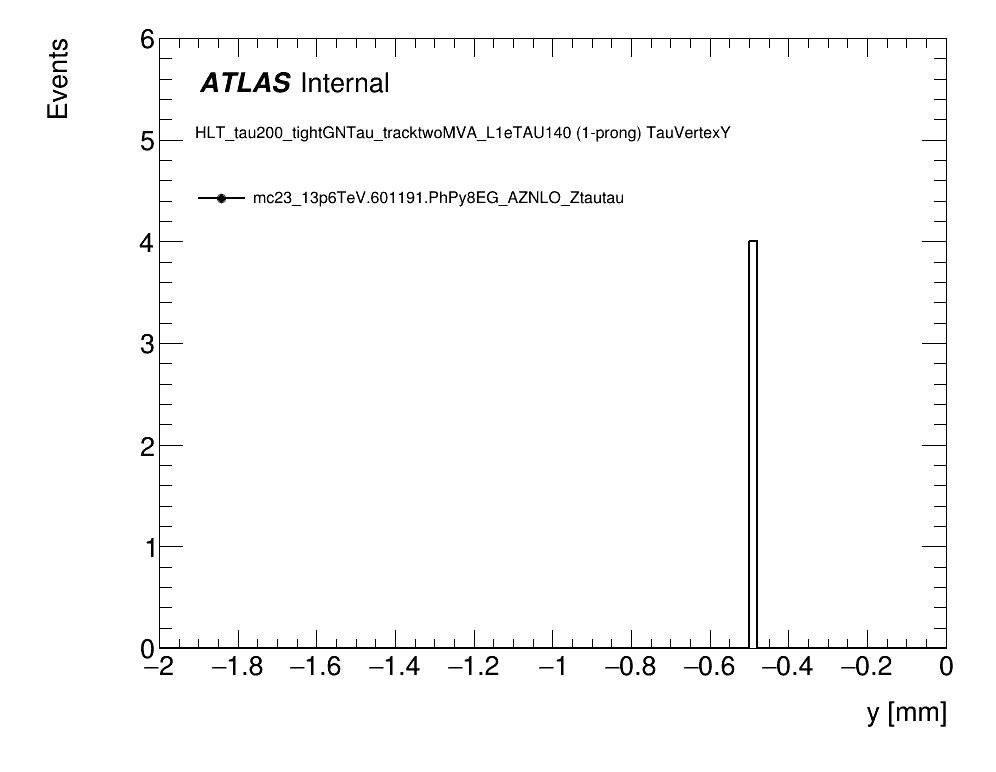 Events
6
ATLAS Internal
HLT_tau200_tightGNTau_tracktwoMVA_L1eTAU140 (1-prong) TauVertexY
5
mc23_13p6TeV.601191.PhPy8EG_AZNLO_Ztautau
4
3
2
1
0
−2 −1.8 −1.6 −1.4 −1.2 −1 −0.8 −0.6 −0.4 −0.2 0
y [mm]